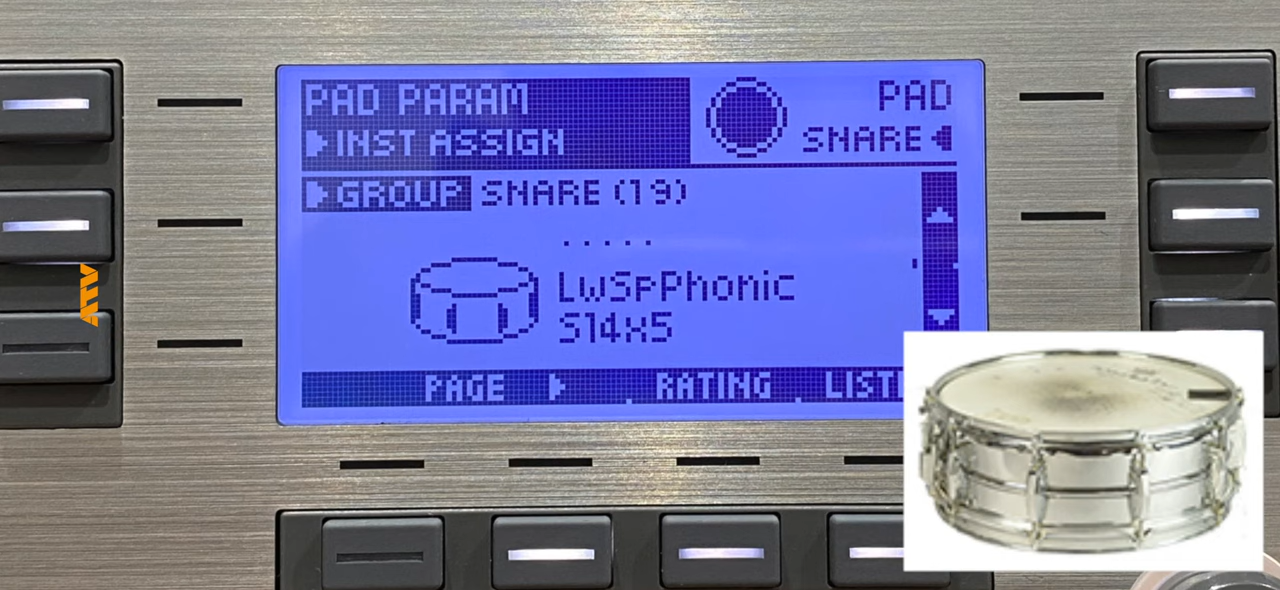 PAD PARAM
INST ASSIGN
PAD
SNARE
GROUP SNARE (19)
.....
LwSpPhonic
S14x5
PAGE RATING LIST
ATV